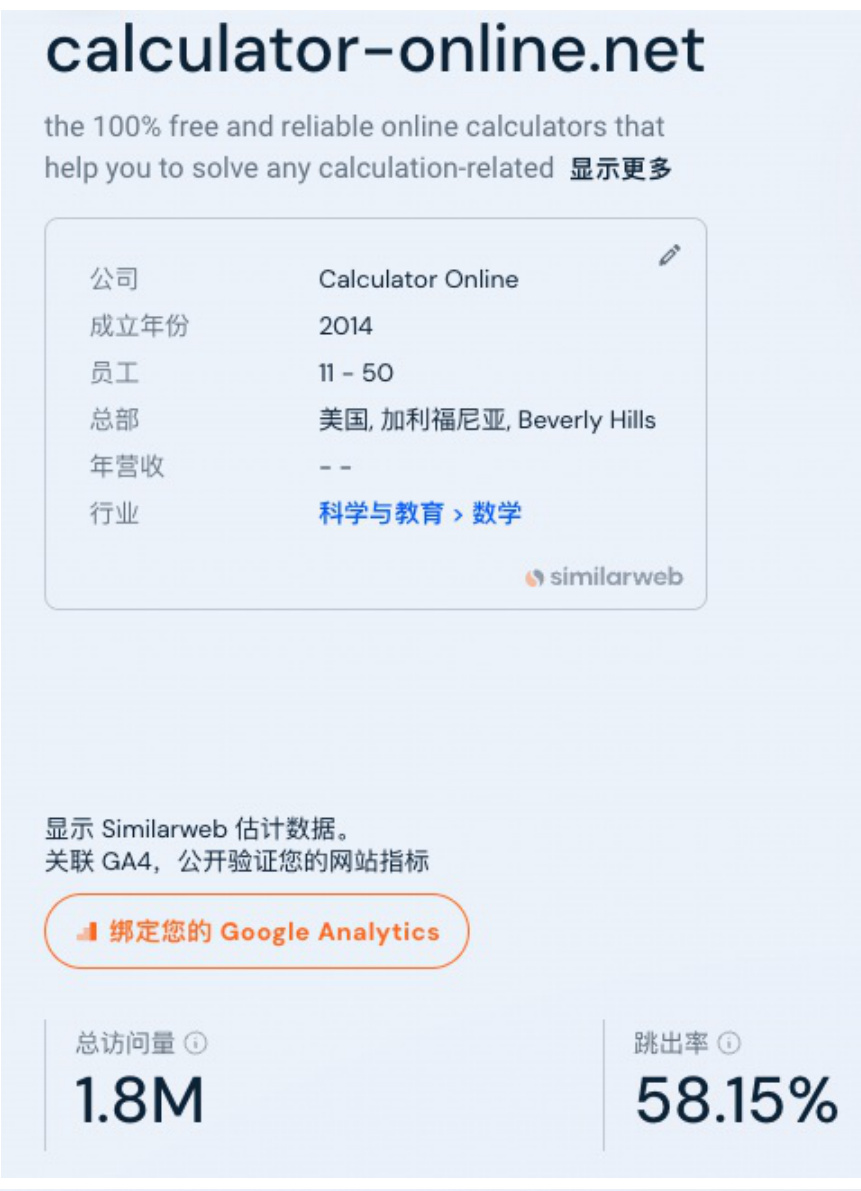 calculator-online.net
the 100% free and reliable online calculators that
help you to solve any calculation-related 显示更多
公司 Calculator Online
成立年份 2014
员工 11 - 50
总部 美国, 加利福尼亚, Beverly Hills
年营收 - -
行业 科学与教育 > 数学
similarweb
显示 Similarweb 估计数据。
关联 GA4，公开验证您的网站指标
绑定您的 Google Analytics
总访问量 跳出率
1.8M 58.15%